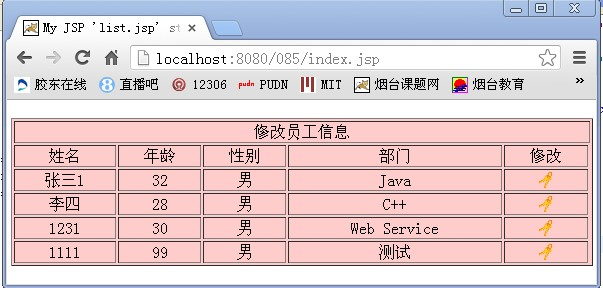 My JSP 'list.jsp' st
localhost:8080/085/index.jsp
胶东在线 直播吧 12306 PUDN MIT 烟台课题网 烟台教育 »
修改员工信息
姓名 年龄 性别 部门 修改
张三1 32 男 Java
李四 28 男 C++
1231 30 男 Web Service
1111 99 男 测试